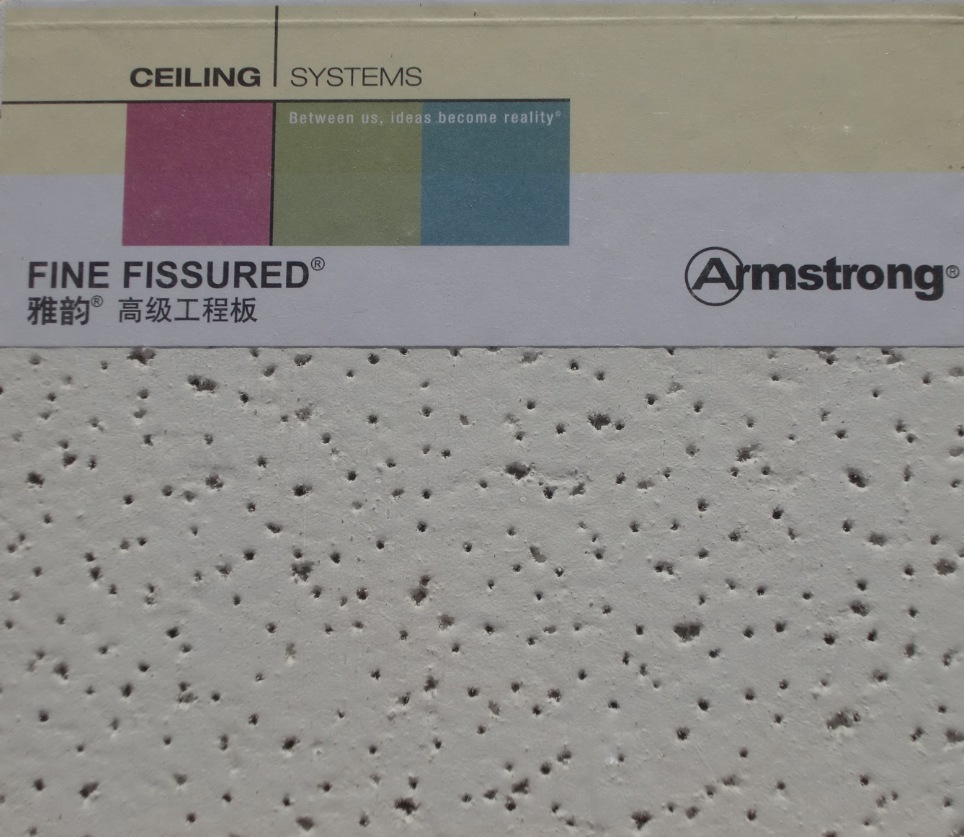 CEILING SYSTEMS
Between us, ideas become reality®
FINE FISSURED®
雅韵® 高级工程板
Armstrong®